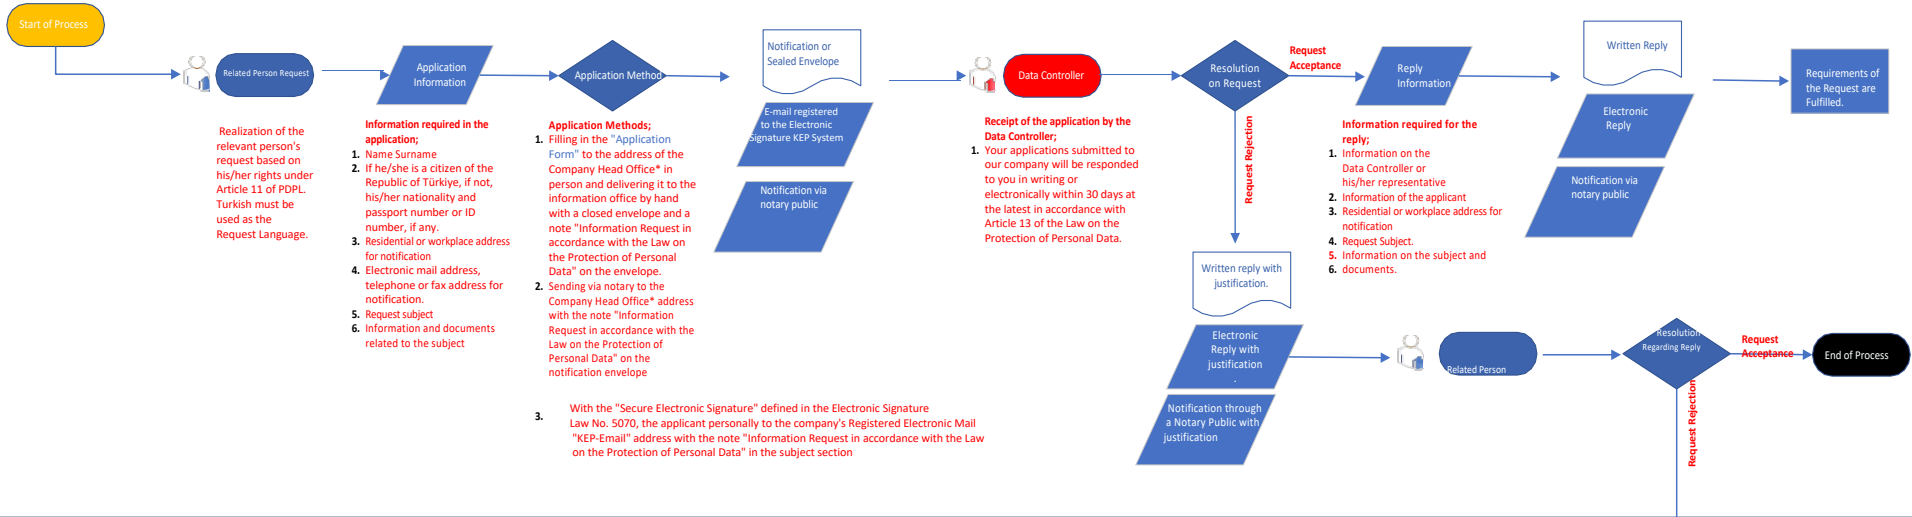 Start of Process
Related Person Request
Realization of the
relevant person's
request based on
his/her rights under
Article 11 of PDPL.
Turkish must be
used as the
Request Language.
Application
Information
Information required in the
application;
1. Name Surname
2. If he/she is a citizen of the
Republic of Türkiye, if not,
his/her nationality and
passport number or ID
number, if any.
3. Residential or workplace address
for notification
4. Electronic mail address,
telephone or fax address for
notification.
5. Request subject
6. Information and documents
related to the subject
Application Method
Application Methods;
1. Filling in the "Application
Form" to the address of the
Company Head Office* in
person and delivering it to the
information office by hand
with a closed envelope and a
note "Information Request in
accordance with the Law on
the Protection of Personal
Data" on the envelope.
2. Sending via notary to the
Company Head Office* address
with the note "Information
Request in accordance with the
Law on the Protection of
Personal Data" on the
notification envelope
3. With the "Secure Electronic Signature" defined in the Electronic Signature
Law No. 5070, the applicant personally to the company's Registered Electronic Mail
"KEP-Email" address with the note "Information Request in accordance with the Law
on the Protection of Personal Data" in the subject section
Notification or
Sealed Envelope
E-mail registered
to the Electronic
Signature KEP System
Notification via
notary public
Data Controller
Receipt of the application by the
Data Controller;
1. Your applications submitted to
our company will be responded
to you in writing or
electronically within 30 days at
the latest in accordance with
Article 13 of the Law on the
Protection of Personal Data.
Resolution
on Request
Request
Acceptance
Request Rejection
Reply
Information
Information required for the
reply;
1. Information on the
Data Controller or
his/her representative
2. Information of the applicant
3. Residential or workplace address for
notification
4. Request Subject.
5. Information on the subject and
6. documents.
Written Reply
Electronic
Reply
Notification via
notary public
Requirements of
the Request are
Fulfilled.
Written reply with
justification.
Electronic
Reply with
justification
.
Notification through
a Notary Public with
justification
Related Person
Resolution
Regarding Reply
Request
Acceptance
Request Rejection
End of Process